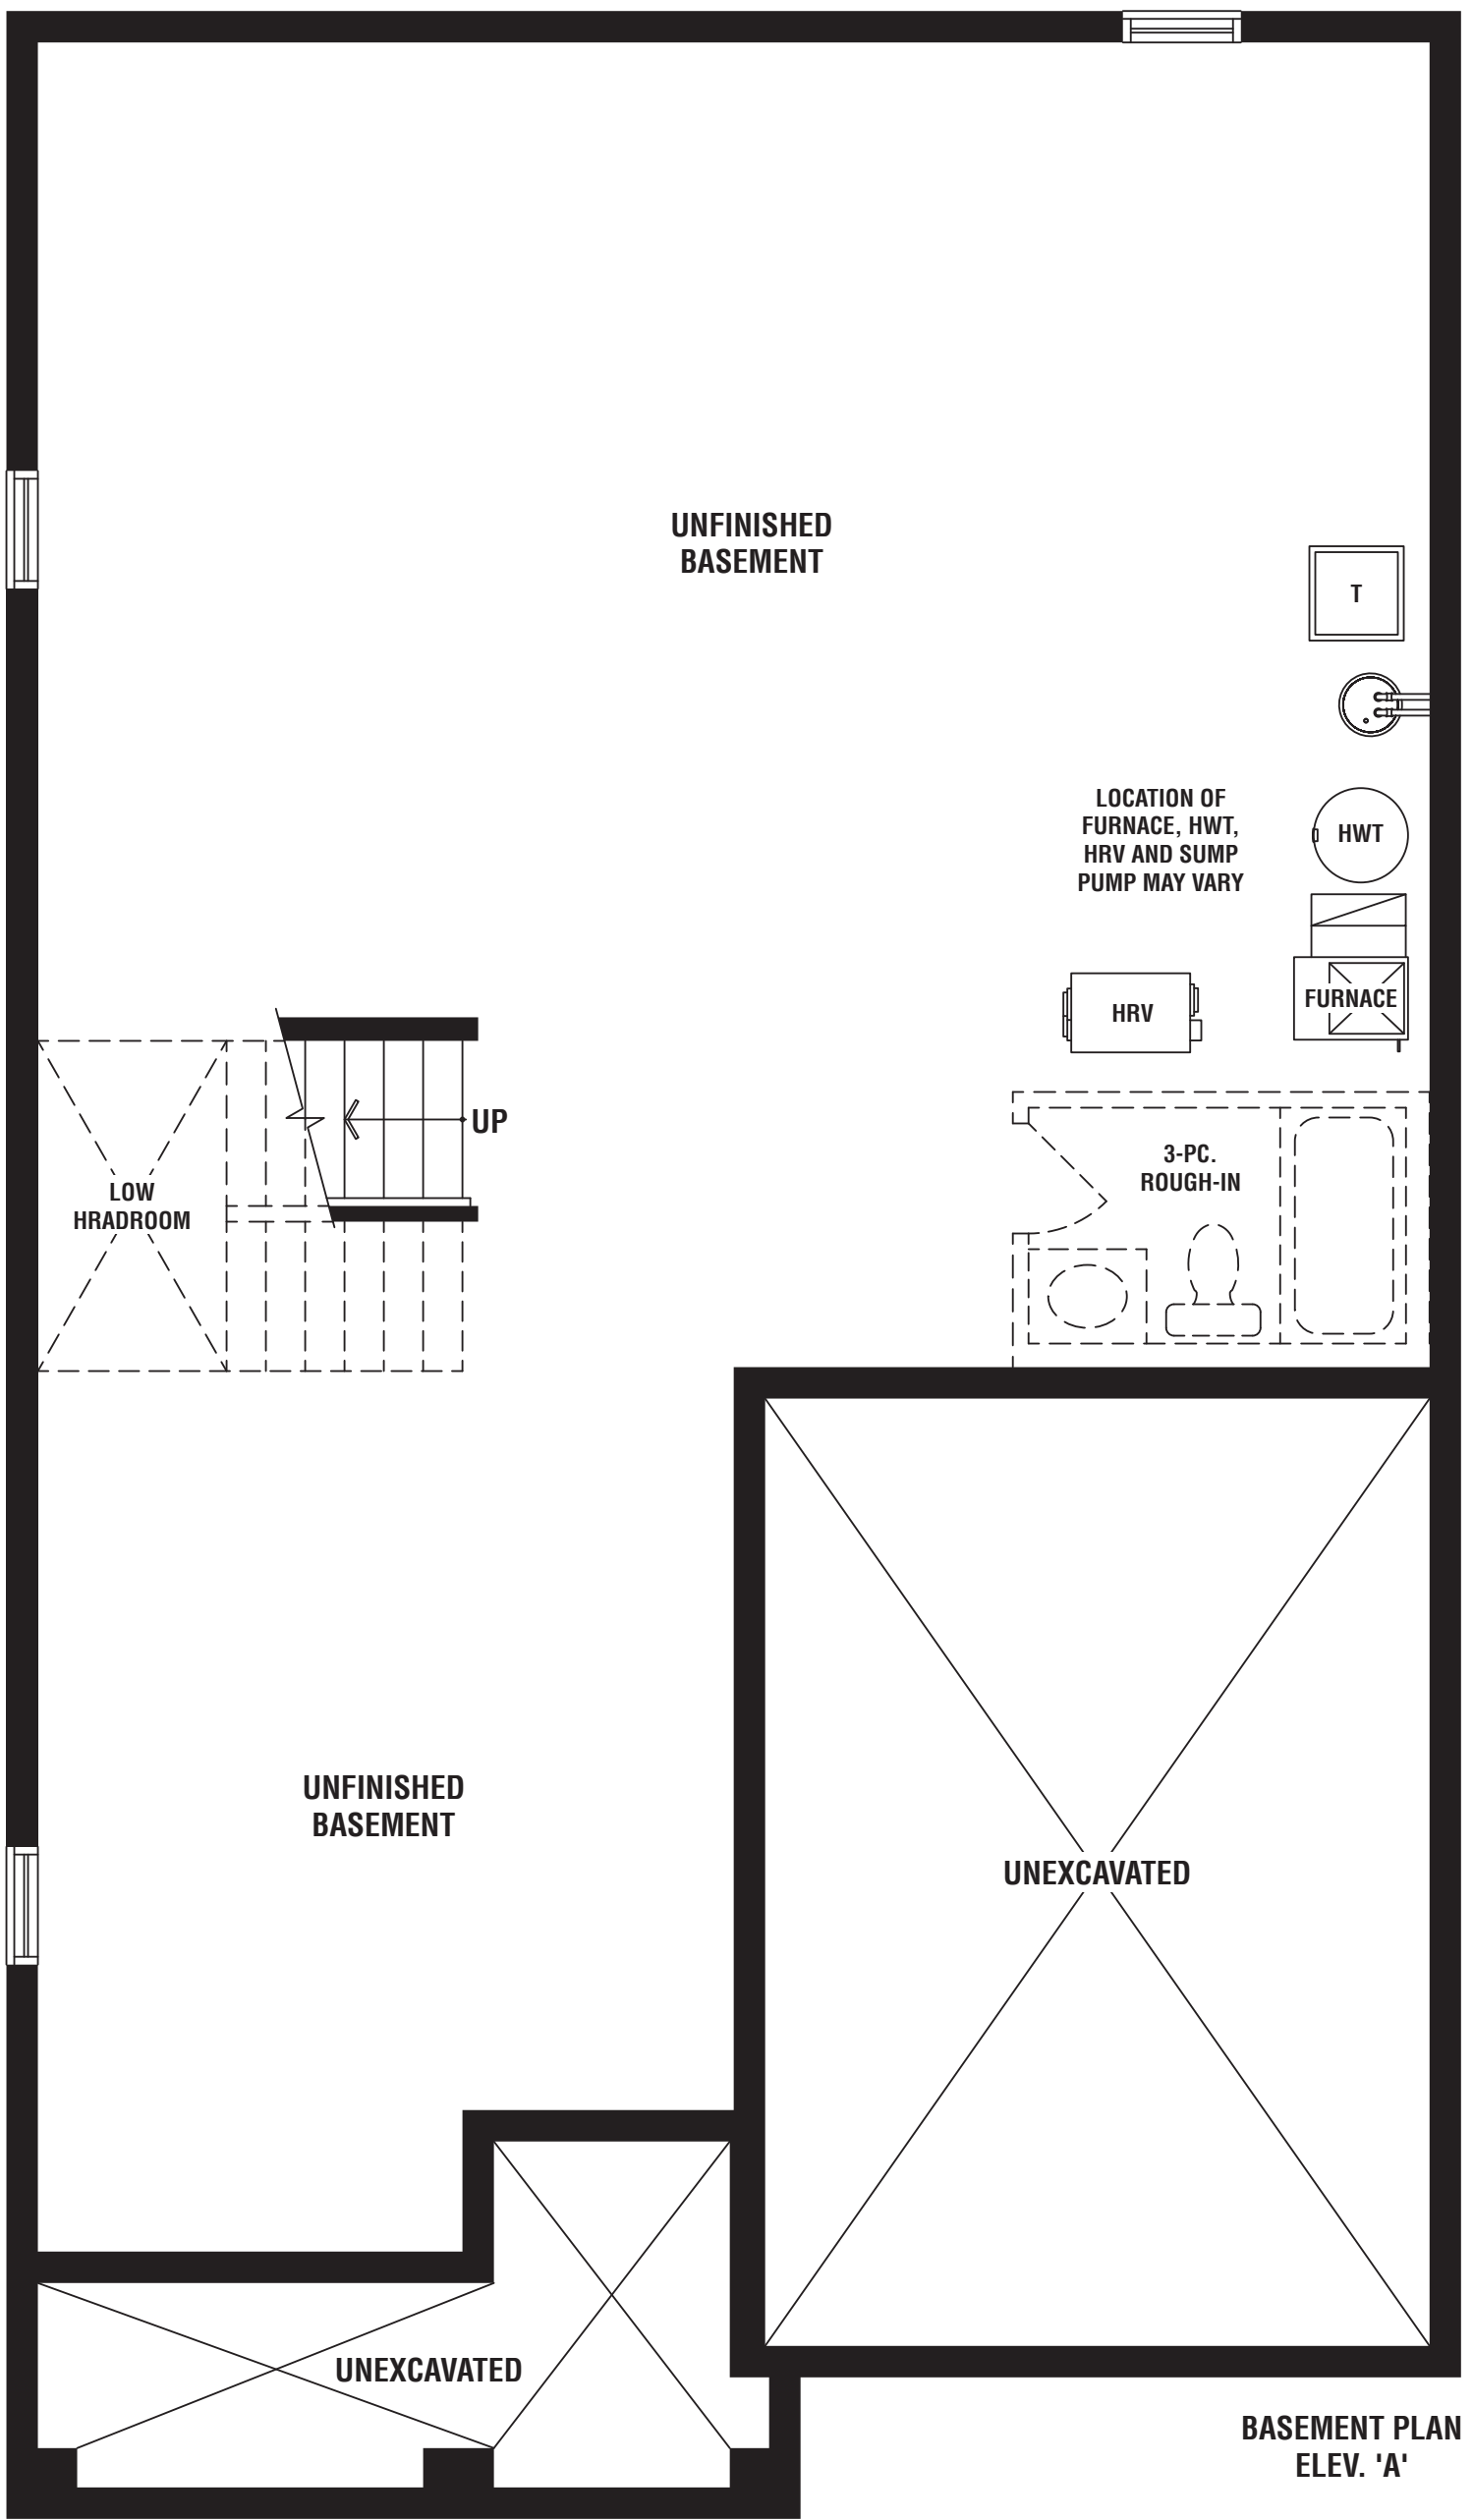 UNFINISHED
BASEMENT
T
LOCATION OF
FURNACE, HWT,
HRV AND SUMP
PUMP MAY VARY
HWT
FURNACE
HRV
UP
3-PC.
ROUGH-IN
LOW
HRADROOM
UNFINISHED
BASEMENT
UNEXCAVATED
UNEXCAVATED
BASEMENT PLAN
ELEV. 'A'